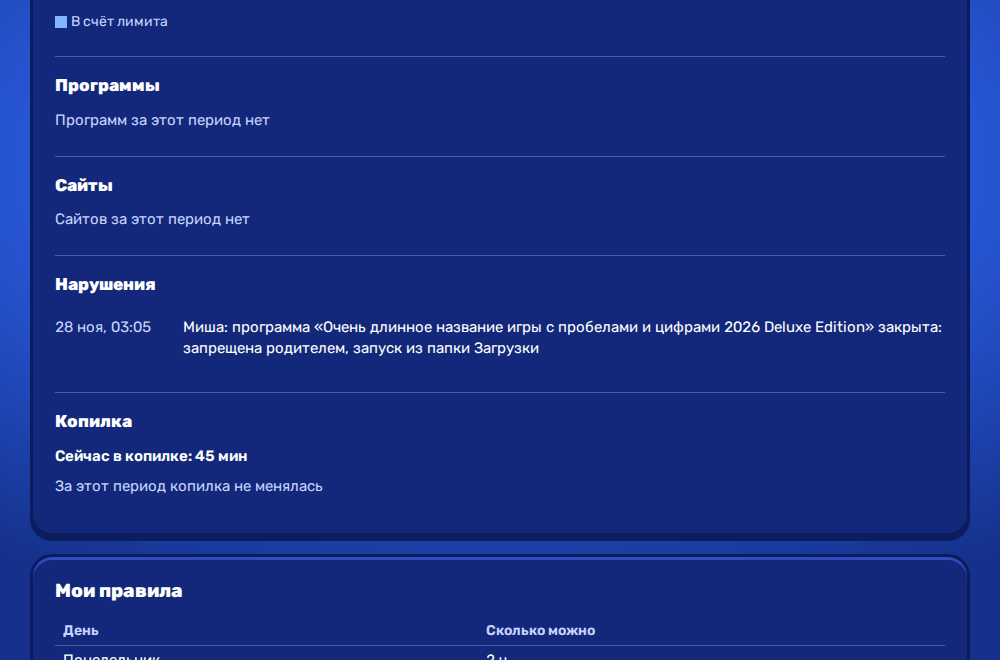 В счёт лимита
Программы
Программ за этот период нет
Сайты
Сайтов за этот период нет
Нарушения
28 ноя, 03:05 Миша: программа «Очень длинное название игры с пробелами и цифрами 2026 Deluxe Edition» закрыта:
запрещена родителем, запуск из папки Загрузки
Копилка
Сейчас в копилке: 45 мин
За этот период копилка не менялась
Мои правила
День Сколько можно
Понедельник 2 ч